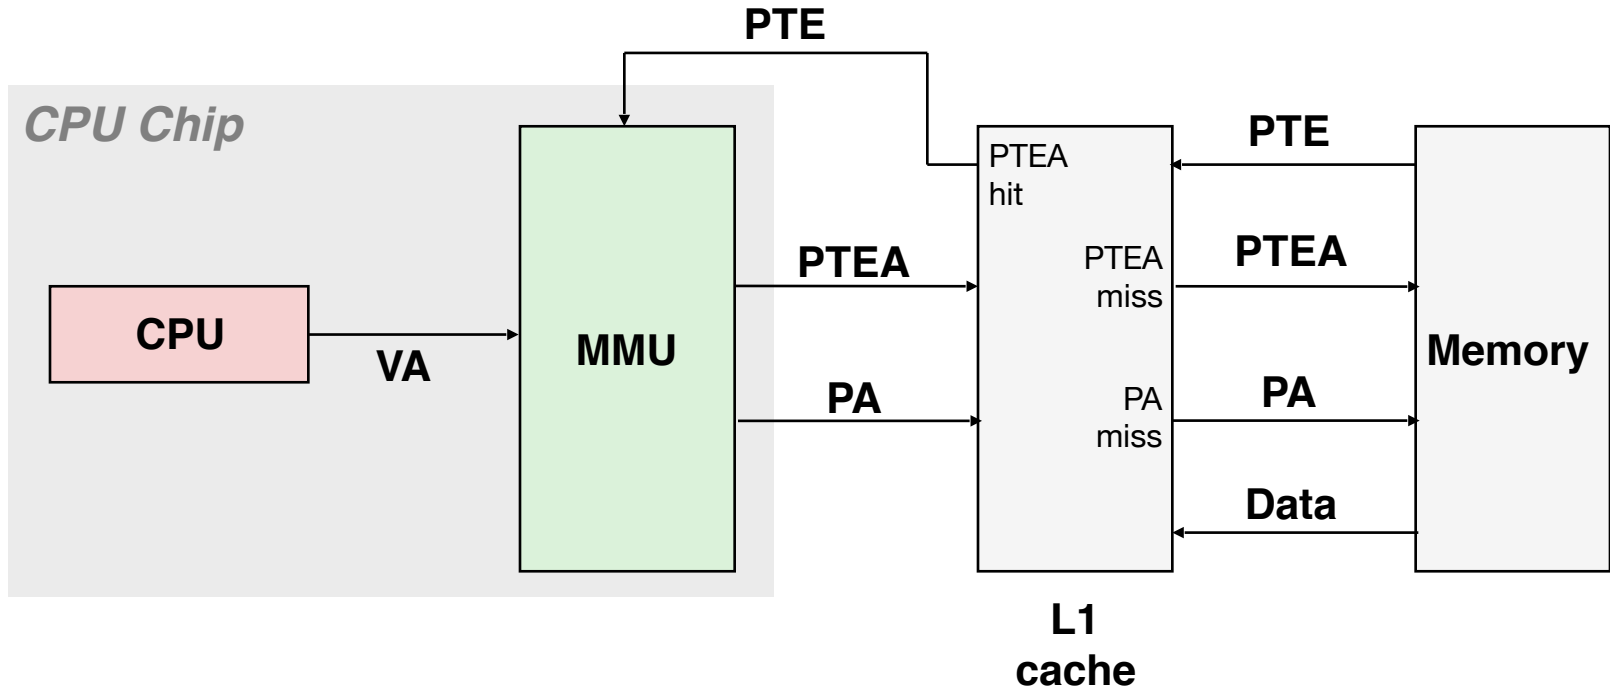 PTE
CPU Chip
PTEA
hit
PTE
PTEA
PTEA
miss
PTEA
CPU
VA
MMU
Memory
PA
PA
miss
PA
Data
L1
cache